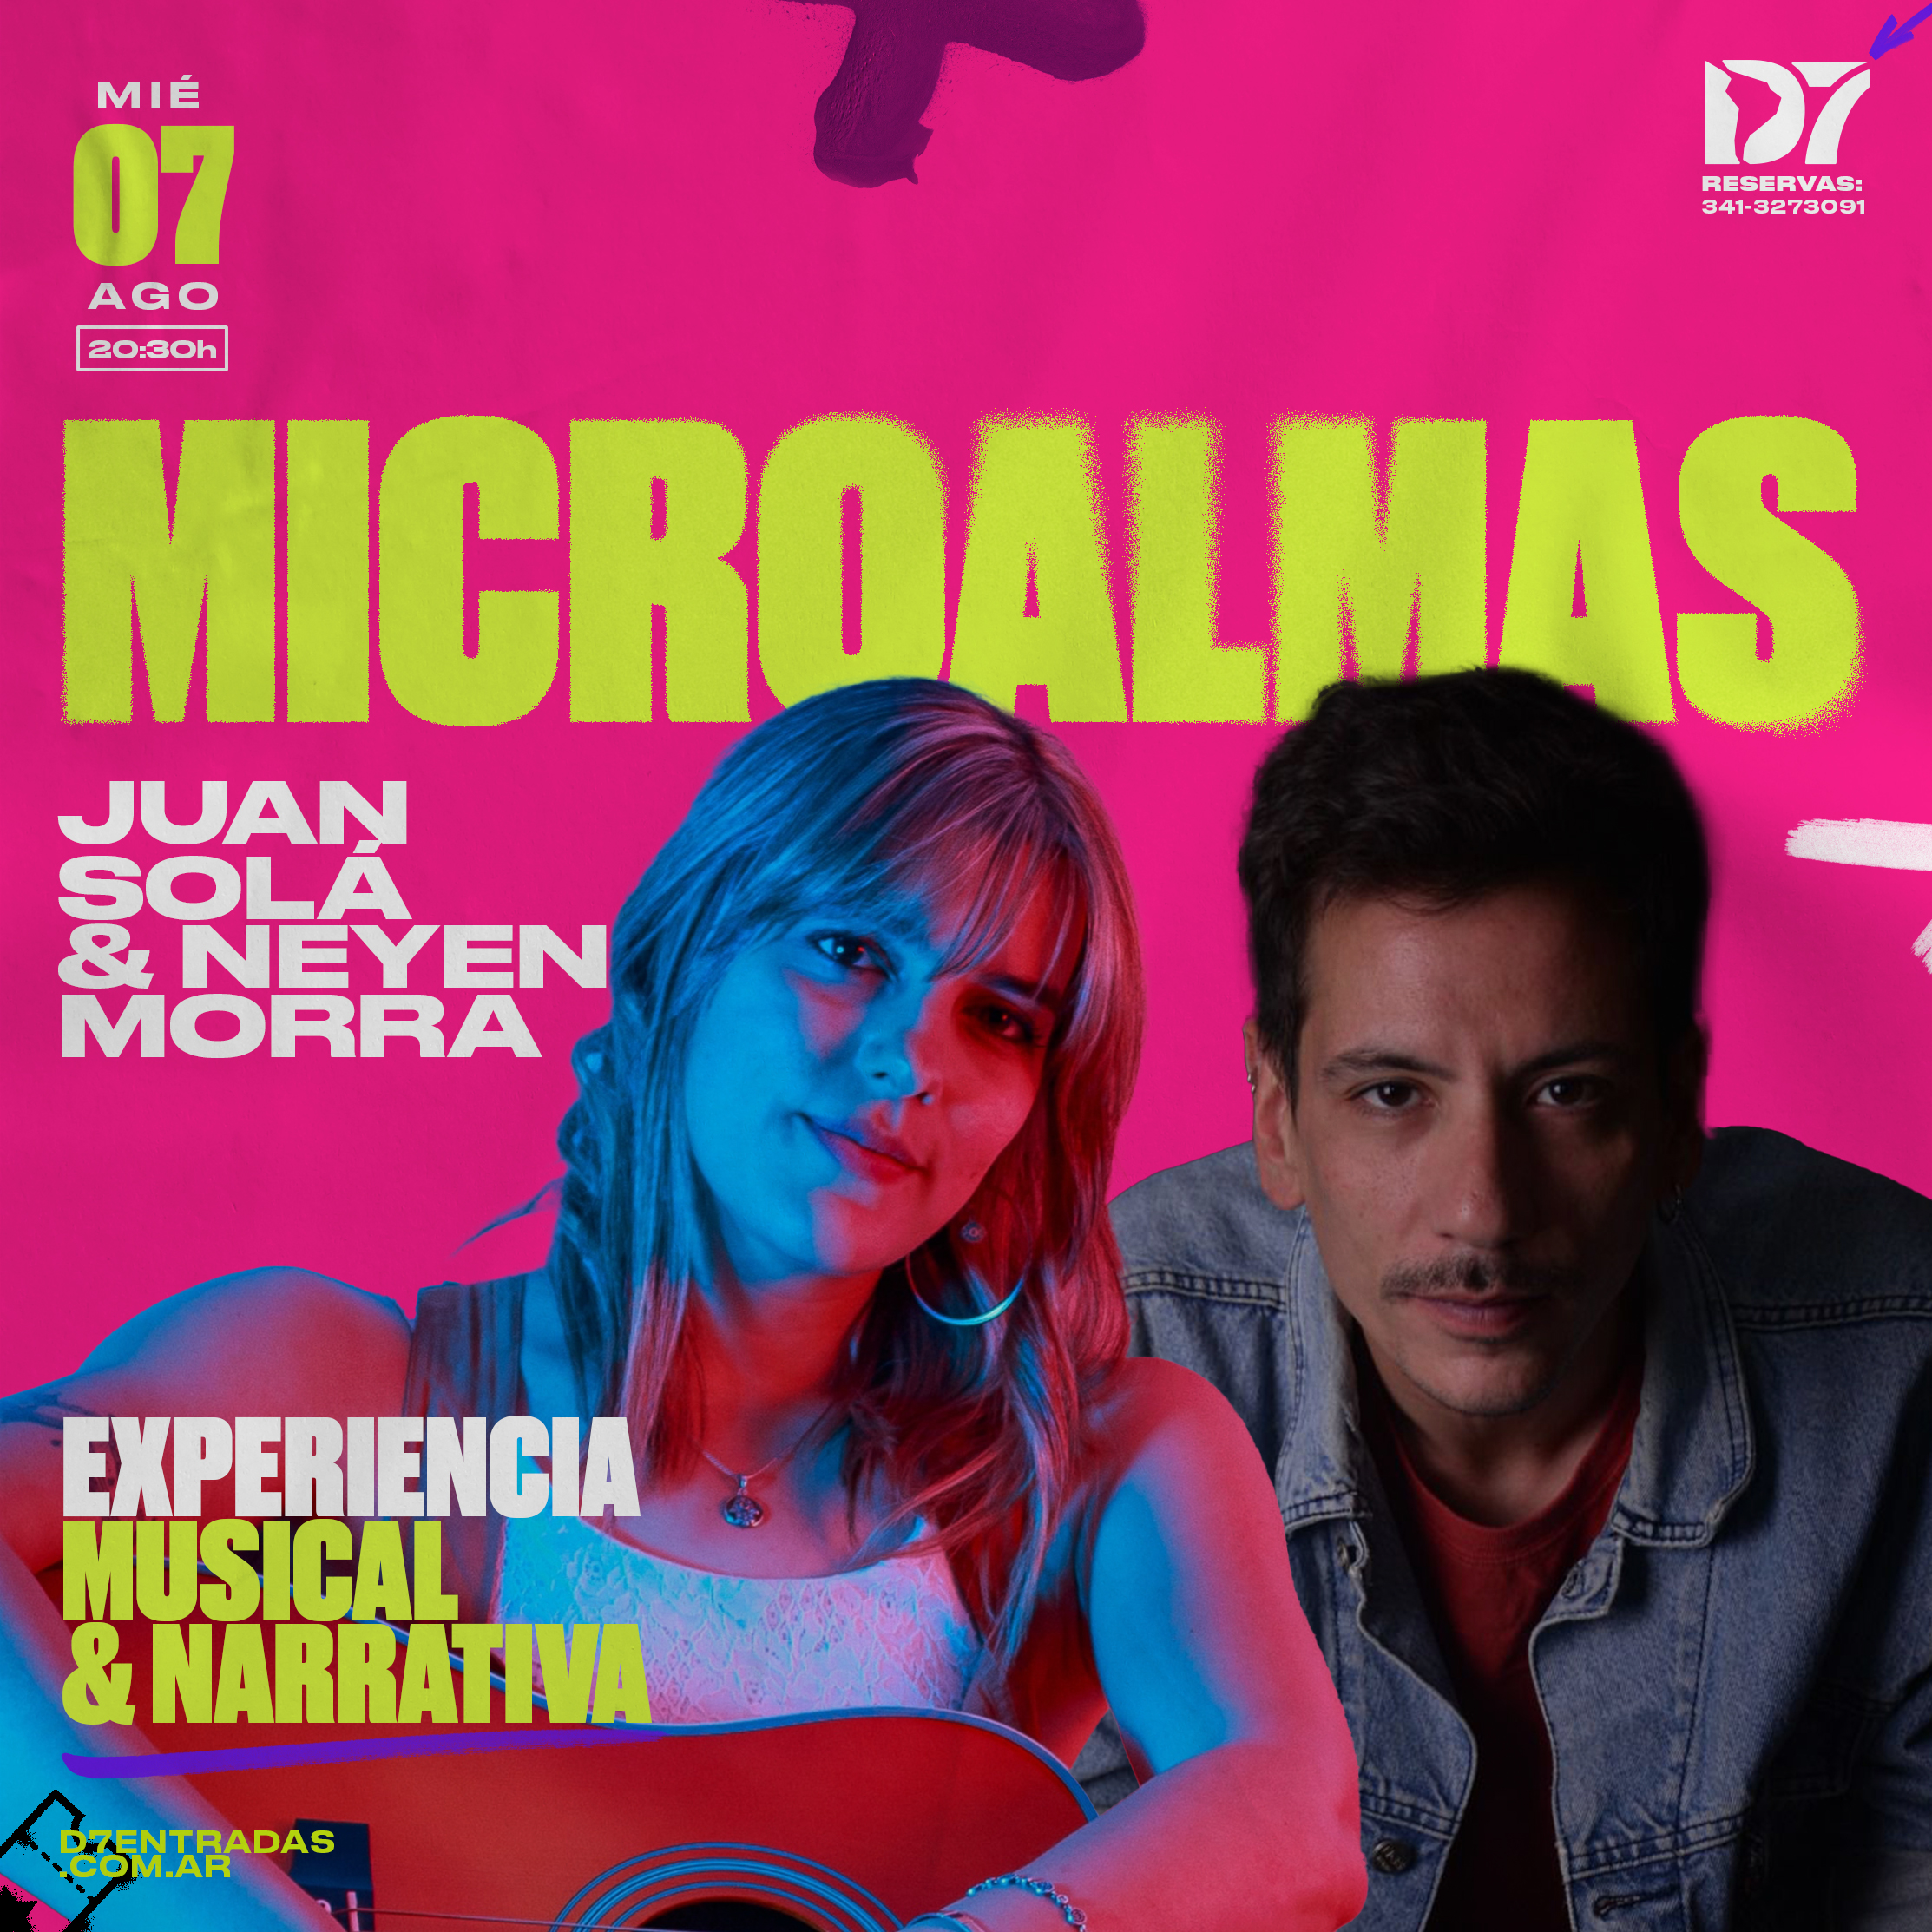 MIÉ
07
AGO
20:30h
D7
RESERVAS:
341-3273091
MICROALMAS
JUAN
SOLÁ
& NEYEN
MORRA
EXPERIENCIA
MUSICAL
& NARRATIVA
D7ENTRADAS
.COM.AR